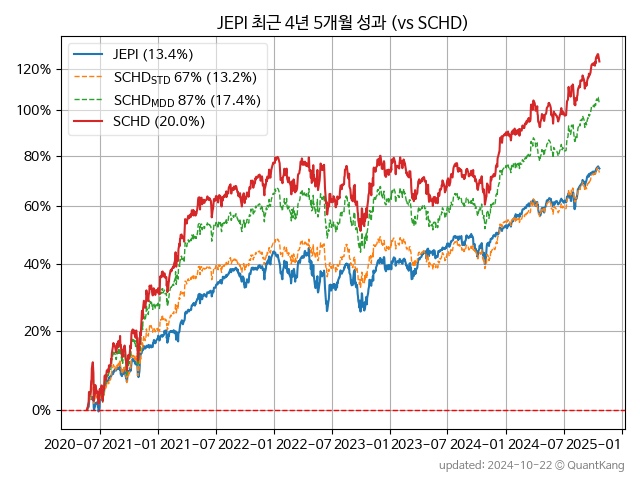 JEPI 최근 4년 5개월 성과 (vs SCHD)
JEPI (13.4%)
SCHD_STD 67% (13.2%)
SCHD_MDD 87% (17.4%)
SCHD (20.0%)
120%
100%
80%
60%
40%
20%
0%
2020-07 2021-01 2021-07 2022-01 2022-07 2023-01 2023-07 2024-01 2024-07 2025-01
updated: 2024-10-22 © QuantKang